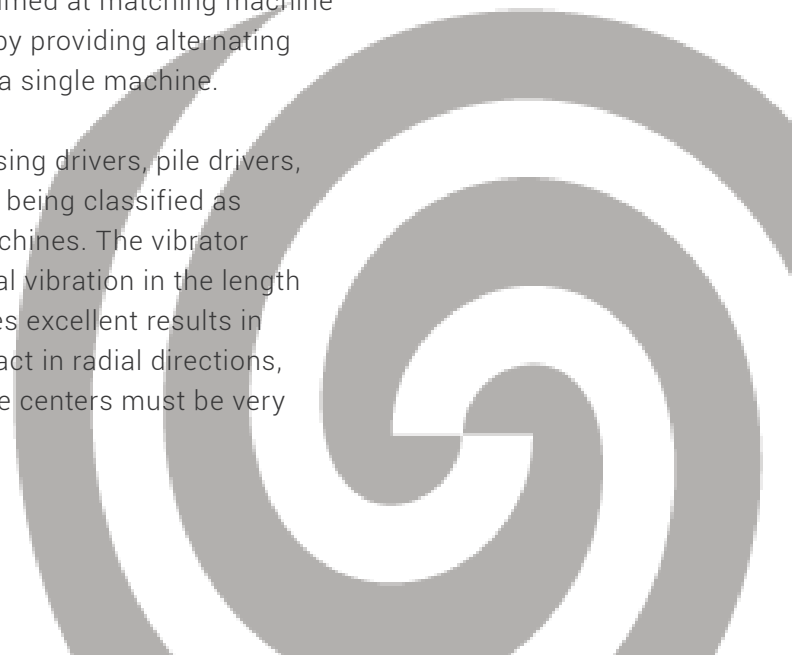 at matching machine
by providing alternating
a single machine.
sing drivers, pile drivers,
being classified as
chines. The vibrator
al vibration in the length
es excellent results in
act in radial directions,
e centers must be very